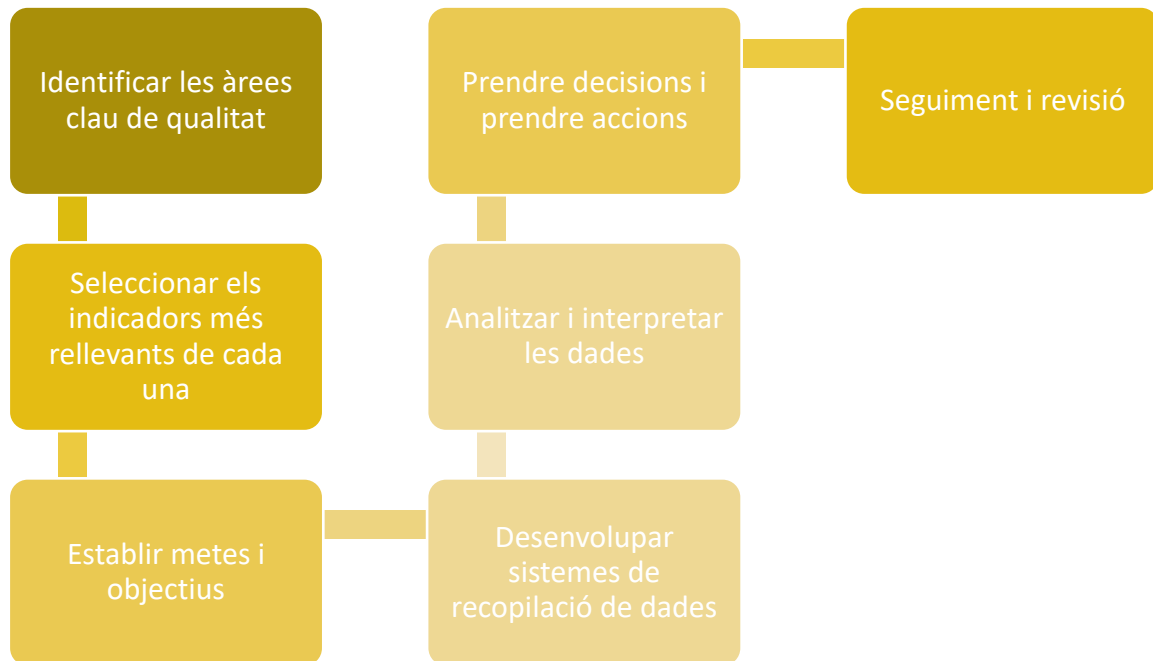 Identificar les àrees
clau de qualitat
Seleccionar els
indicadors més
rellevants de cada
una
Establir metes i
objectius
Desenvolupar
sistemes de
recopilació de dades
Analitzar i interpretar
les dades
Prendre decisions i
prendre accions
Seguiment i revisió